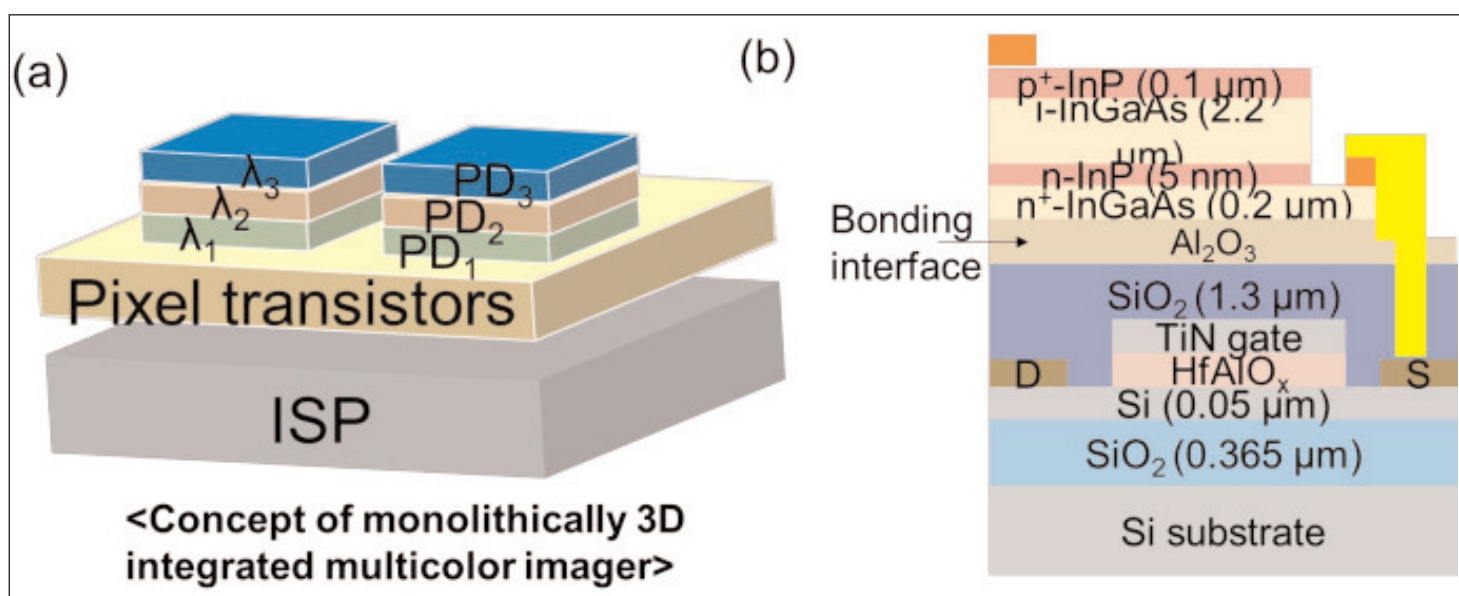 (a)
λ₃
λ₂
λ₁
PD₃
PD₂
PD₁
Pixel transistors
ISP
<Concept of monolithically 3D
integrated multicolor imager>
(b)
p⁺-InP (0.1 µm)
i-InGaAs (2.2
µm)
n-InP (5 nm)
n⁺-InGaAs (0.2 µm)
Bonding
interface
Al₂O₃
SiO₂ (1.3 µm)
TiN gate
D
HfAlOₓ
S
Si (0.05 µm)
SiO₂ (0.365 µm)
Si substrate